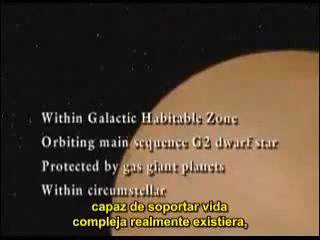 Within Galactic Habitable Zone
Orbiting main sequence G2 dwarf star
Protected by gas giant planets
Within circumstellar
capaz de soportar vida
compleja realmente existiera,